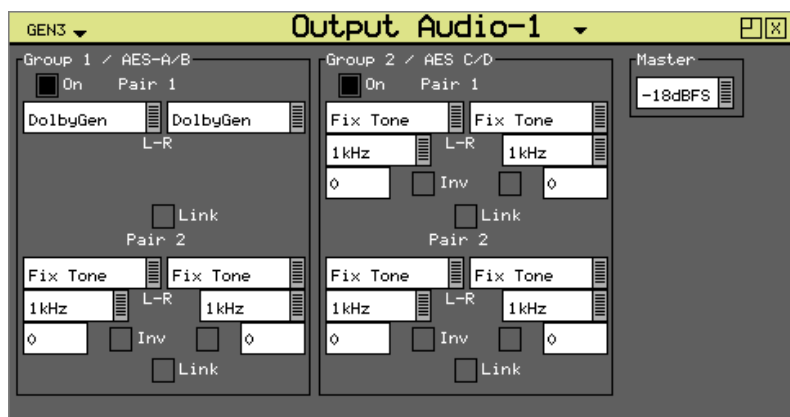 GEN3 Output Audio-1
Group 1 / AES-A/B
On Pair 1
DolbyGen DolbyGen
L-R
Link
Pair 2
Fix Tone Fix Tone
1kHz L-R 1kHz
0 Inv 0
Link
Group 2 / AES C/D
On Pair 1
Fix Tone Fix Tone
1kHz L-R 1kHz
0 Inv 0
Link
Pair 2
Fix Tone Fix Tone
1kHz L-R 1kHz
0 Inv 0
Link
Master
-18dBFS